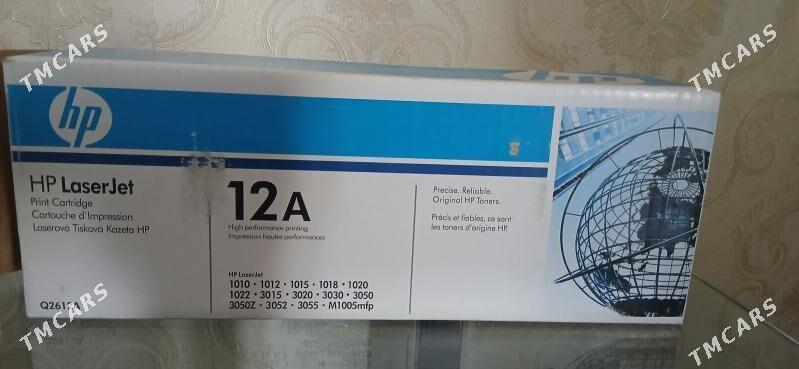 TMCARS
TMCARS
hp
HP LaserJet
Print Cartridge
Cartouche d'Impression
Laserová Tisková Kazeta HP
12A
High performance printing
Impression hautes performances
Precise. Reliable.
Original HP Toners.
Précis et fiables, ce sont
les toners d'origine HP.
HP LaserJet
1010 • 1012 • 1015 • 1018 • 1020
1022 • 3015 • 3020 • 3030 • 3050
3050Z • 3052 • 3055 • M1005mfp
Q2612A
TMCARS
TMCARS